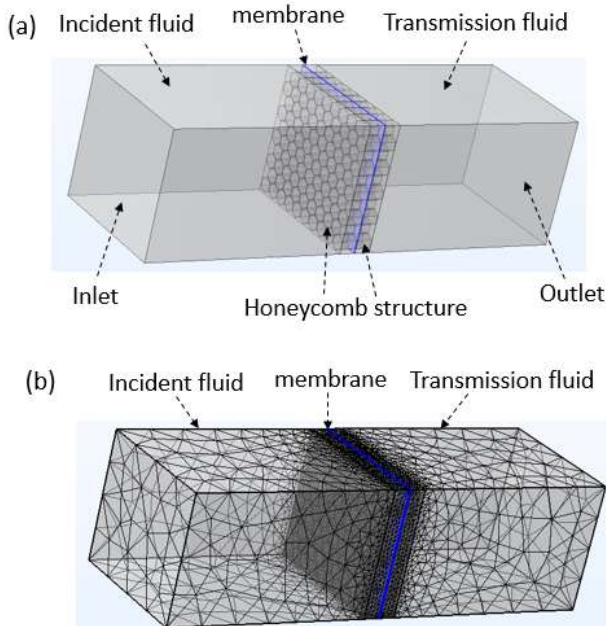 (a)
Incident fluid
membrane
Transmission fluid
Inlet
Honeycomb structure
Outlet
(b)
Incident fluid
membrane
Transmission fluid